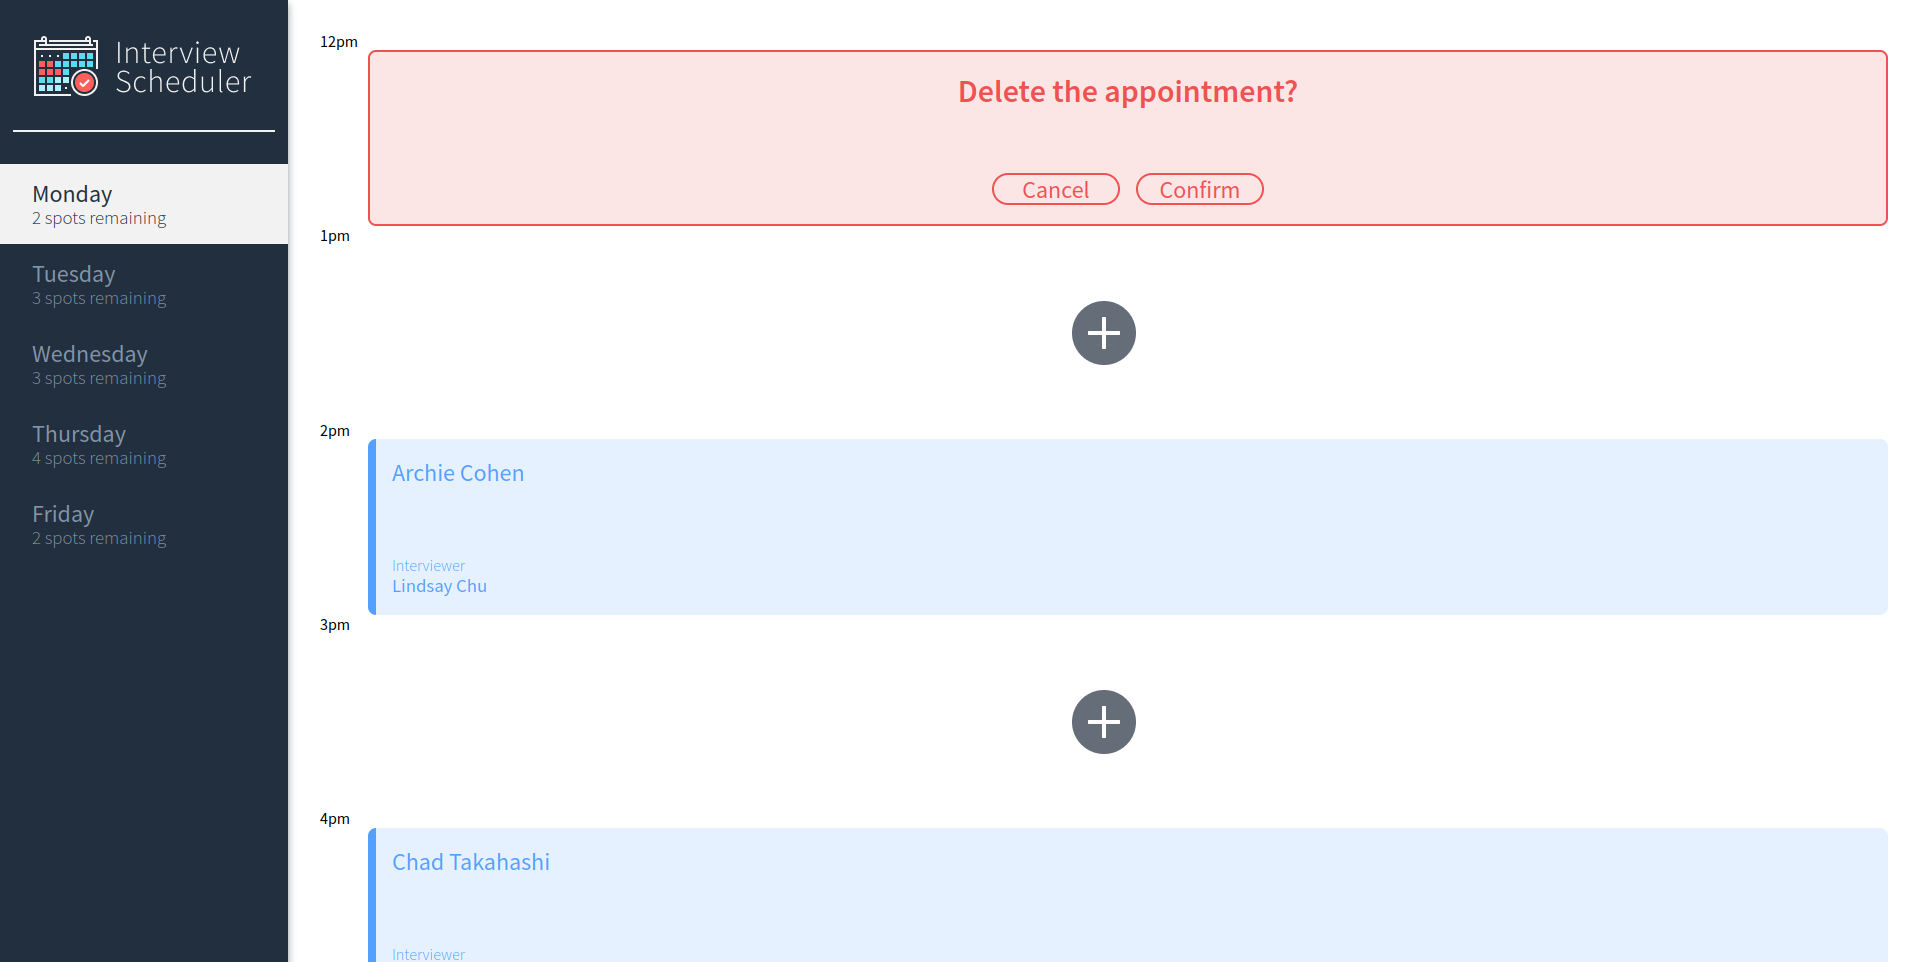 Interview
Scheduler
Monday
2 spots remaining
Tuesday
3 spots remaining
Wednesday
3 spots remaining
Thursday
4 spots remaining
Friday
2 spots remaining
12pm
Delete the appointment?
Cancel Confirm
1pm
2pm
Archie Cohen
Interviewer
Lindsay Chu
3pm
4pm
Chad Takahashi
Interviewer